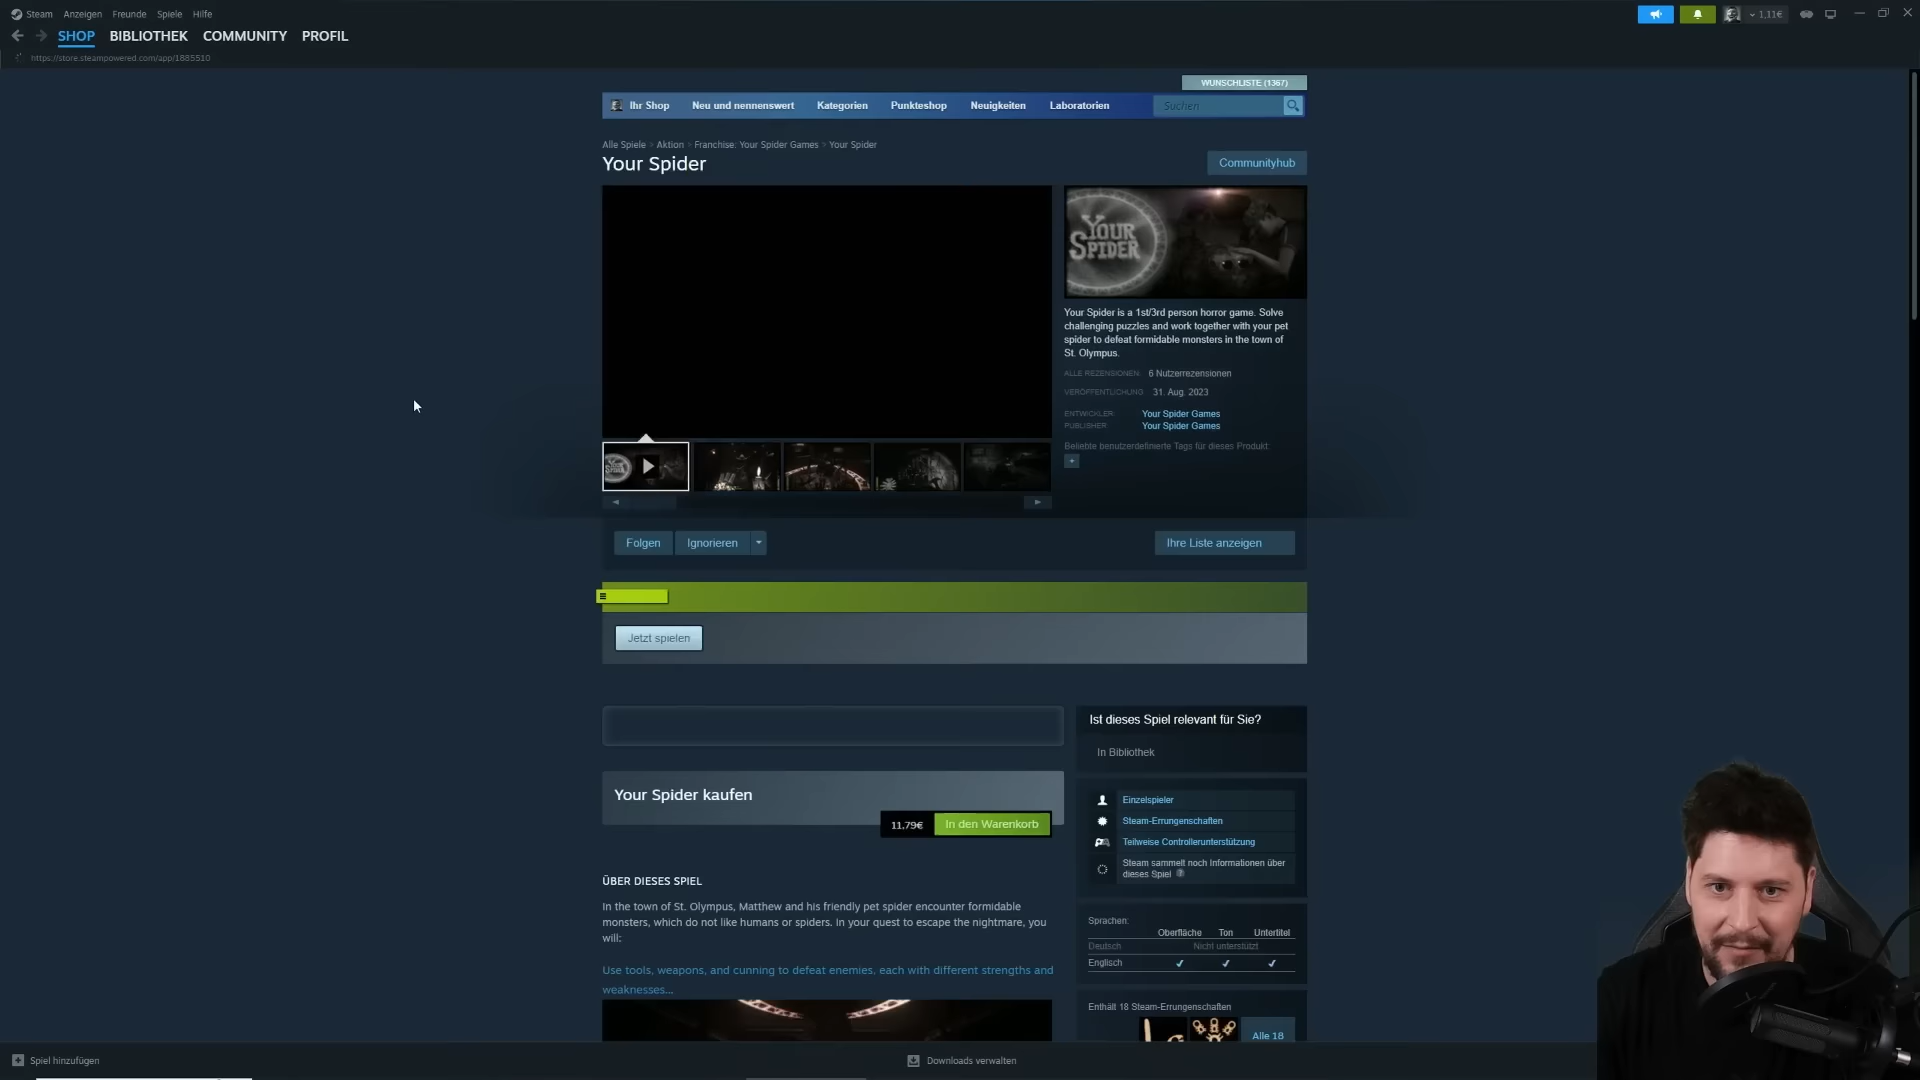 Steam Anzeigen Freunde Spiele Hilfe
1,11€
SHOP BIBLIOTHEK COMMUNITY PROFIL
https://store.steampowered.com/app/1885510
WUNSCHLISTE (1367)
Ihr Shop Neu und nennenswert Kategorien Punkteshop Neuigkeiten Laboratorien Suchen
Alle Spiele > Aktion > Franchise: Your Spider Games > Your Spider
Your Spider
Communityhub
YOUR
SPIDER
Your Spider is a 1st/3rd person horror game. Solve
challenging puzzles and work together with your pet
spider to defeat formidable monsters in the town of
St. Olympus.
ALLE REZENSIONEN: 6 Nutzerrezensionen
VERÖFFENTLICHUNG: 31. Aug. 2023
ENTWICKLER: Your Spider Games
PUBLISHER: Your Spider Games
Beliebte benutzerdefinierte Tags für dieses Produkt:
+
Folgen Ignorieren Ihre Liste anzeigen
Jetzt spielen
Ist dieses Spiel relevant für Sie?
In Bibliothek
Your Spider kaufen
11,79€ In den Warenkorb
Einzelspieler
Steam-Errungenschaften
Teilweise Controllerunterstützung
Steam sammelt noch Informationen über
dieses Spiel ?
ÜBER DIESES SPIEL
In the town of St. Olympus, Matthew and his friendly pet spider encounter formidable
monsters, which do not like humans or spiders. In your quest to escape the nightmare, you
will:
Use tools, weapons, and cunning to defeat enemies, each with different strengths and
weaknesses...
Sprachen:
Oberfläche Ton Untertitel
Deutsch Nicht unterstützt
Englisch ✔ ✔ ✔
Enthält 18 Steam-Errungenschaften
Alle 18
Spiel hinzufügen
Downloads verwalten